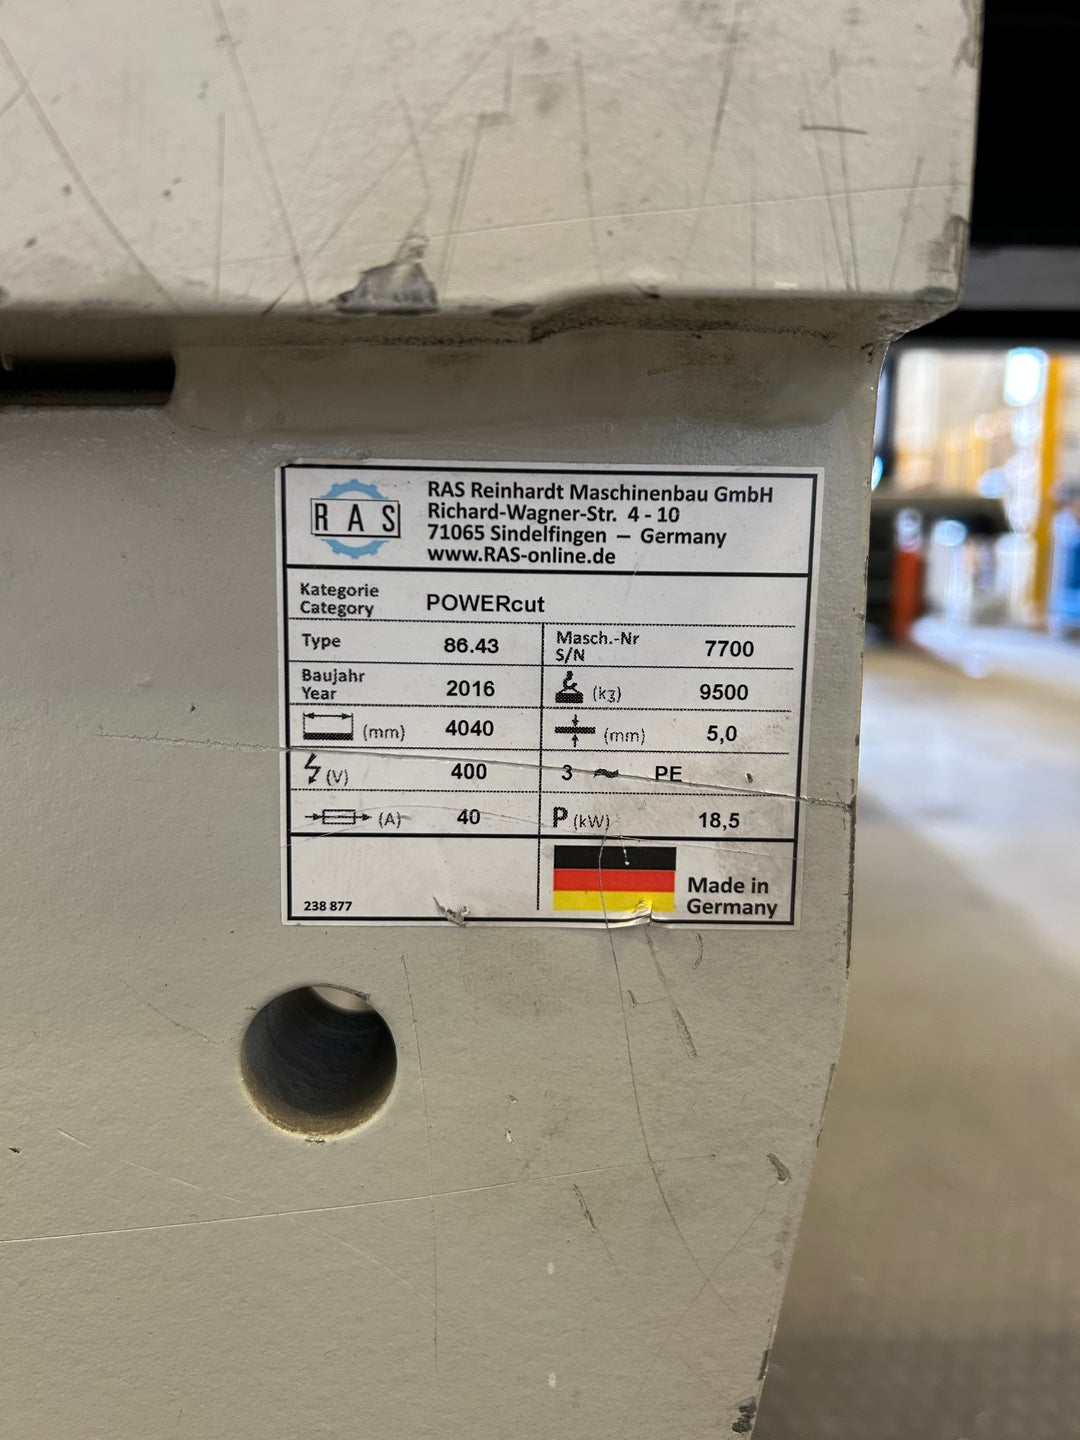 RAS
RAS Reinhardt Maschinenbau GmbH
Richard-Wagner-Str. 4 - 10
71065 Sindelfingen — Germany
www.RAS-online.de
Kategorie
Category
POWERcut
Type 86.43
Masch.-Nr
S/N
7700
Baujahr
Year
2016
(kg) 9500
(mm) 4040
(mm) 5,0
(V) 400
3 ~ PE
(A) 40
P (kW) 18,5
238 877
Made in
Germany